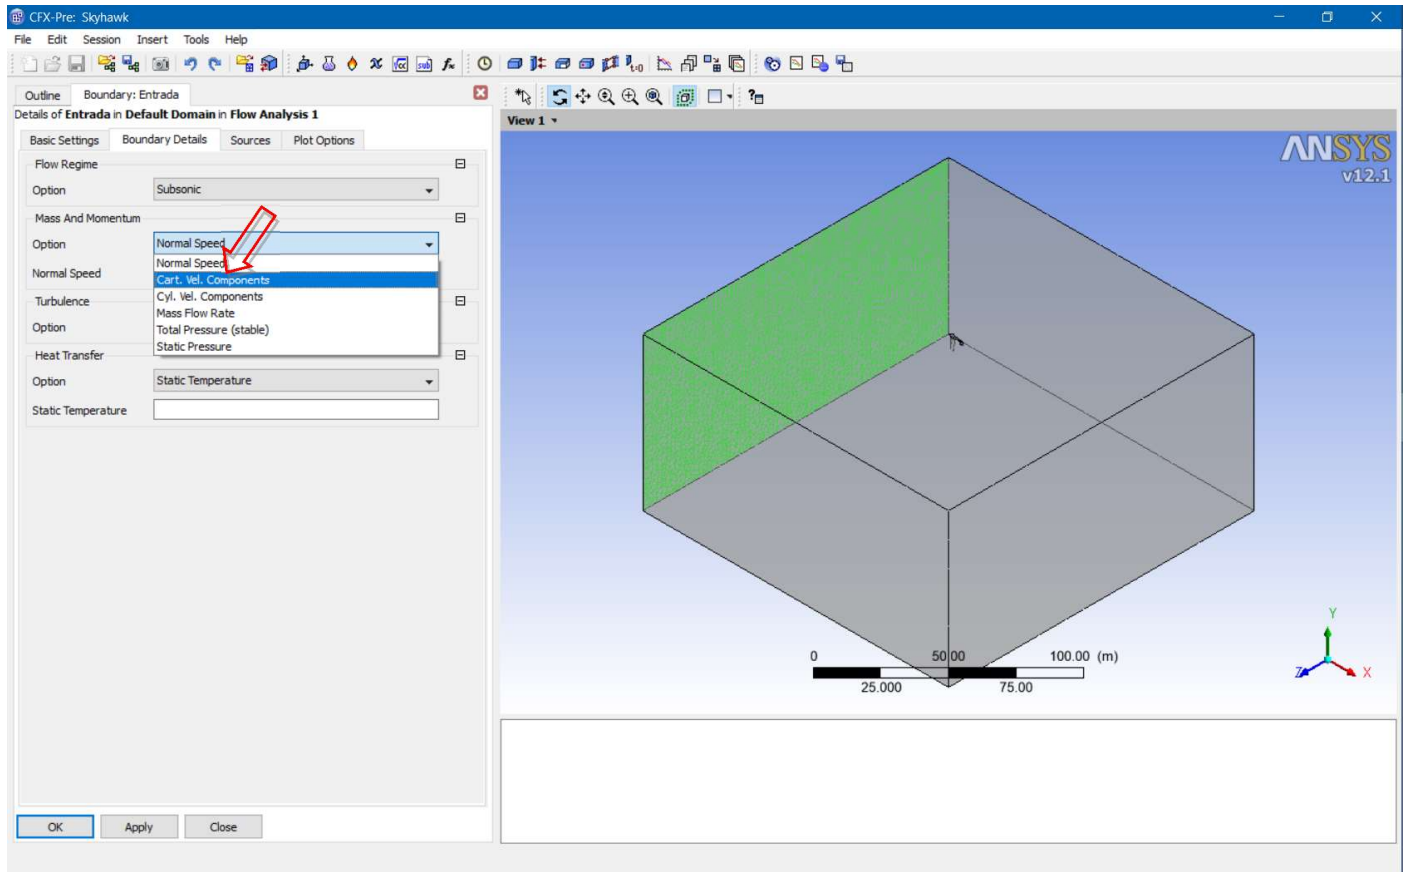 CFX-Pre: Skyhawk
File Edit Session Insert Tools Help
Outline Boundary: Entrada
Details of Entrada in Default Domain in Flow Analysis 1
Basic Settings Boundary Details Sources Plot Options
Flow Regime
Option Subsonic
Mass And Momentum
Option Normal Speed
Normal Speed
Normal Speed
Cart. Vel. Components
Cyl. Vel. Components
Mass Flow Rate
Total Pressure (stable)
Static Pressure
Turbulence
Option
Heat Transfer
Option Static Temperature
Static Temperature
OK Apply Close
View 1
ANSYS
v12.1
0 50.00 100.00 (m)
25.000 75.00
Y
Z X